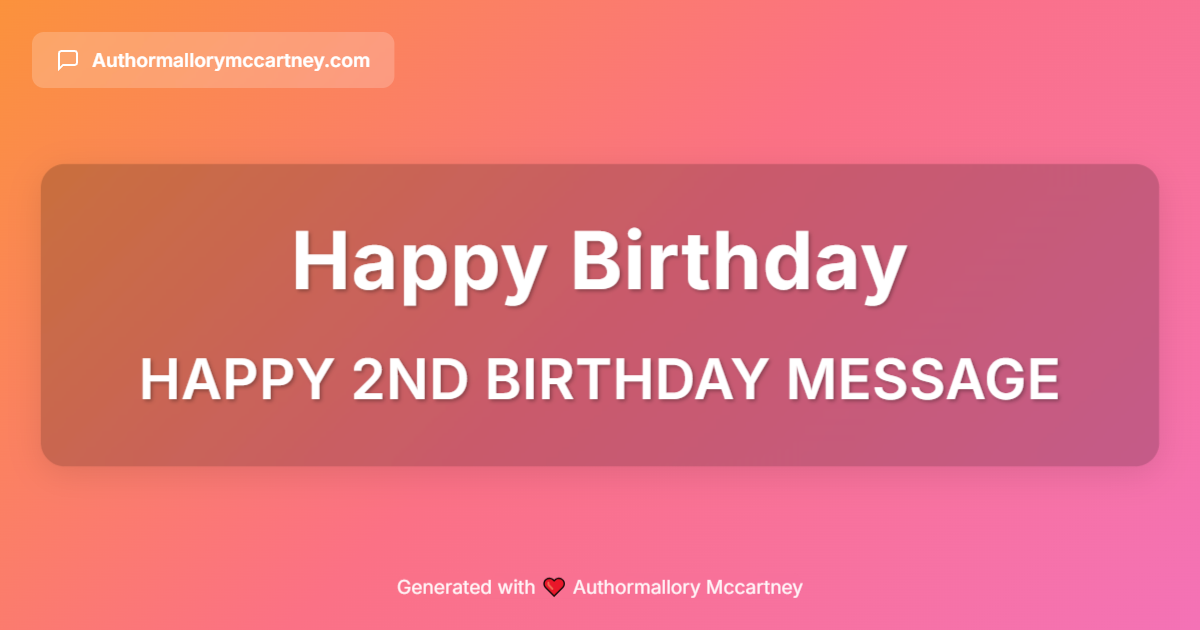 Authormallorymccartney.com
Happy Birthday
HAPPY 2ND BIRTHDAY MESSAGE
Generated with ❤️ Authormallory Mccartney